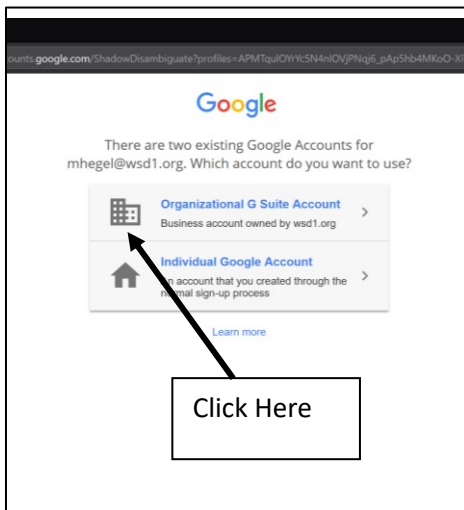 ounts.google.com/ShadowDisambiguate?profiles=
Google
There are two existing Google Accounts for
mhegel@wsd1.org. Which account do you want to use?
Organizational G Suite Account
Business account owned by wsd1.org
Individual Google Account
An account that you created through the
normal sign-up process
Learn more
Click Here